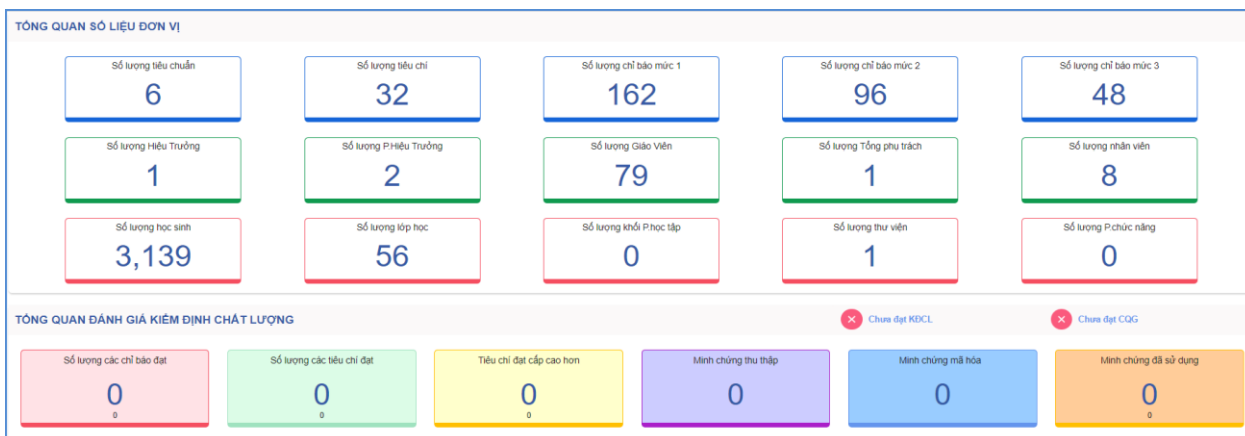 TỔNG QUAN SỐ LIỆU ĐƠN VỊ
Số lượng tiêu chuẩn
6
Số lượng tiêu chí
32
Số lượng chỉ báo mức 1
162
Số lượng chỉ báo mức 2
96
Số lượng chỉ báo mức 3
48
Số lượng Hiệu Trưởng
1
Số lượng P.Hiệu Trưởng
2
Số lượng Giáo Viên
79
Số lượng Tổng phụ trách
1
Số lượng nhân viên
8
Số lượng học sinh
3,139
Số lượng lớp học
56
Số lượng khối P.học tập
0
Số lượng thư viện
1
Số lượng P.chức năng
0
TỔNG QUAN ĐÁNH GIÁ KIỂM ĐỊNH CHẤT LƯỢNG
Chưa đạt KĐCL
Chưa đạt CQG
Số lượng các chỉ báo đạt
0
0
Số lượng các tiêu chí đạt
0
0
Tiêu chí đạt cấp cao hơn
0
0
Minh chứng thu thập
0
Minh chứng mã hóa
0
Minh chứng đã sử dụng
0
0